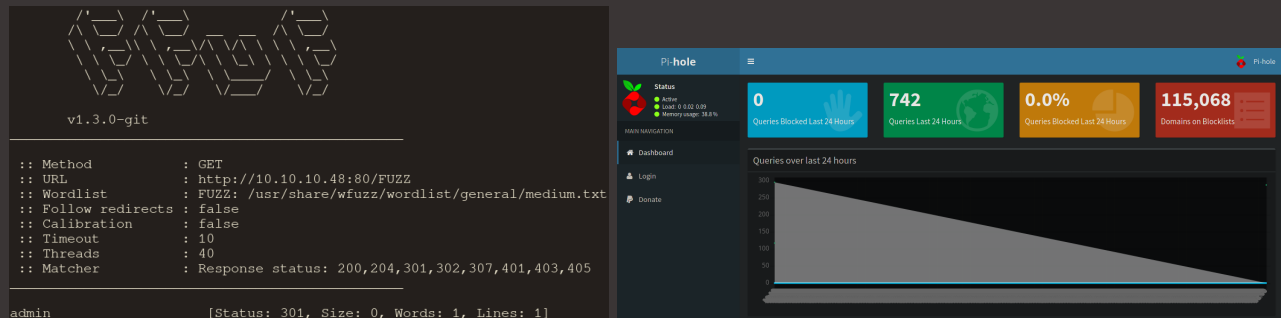 v1.3.0-git
:: Method : GET
:: URL : http://10.10.10.48:80/FUZZ
:: Wordlist : FUZZ: /usr/share/wfuzz/wordlist/general/medium.txt
:: Follow redirects : false
:: Calibration : false
:: Timeout : 10
:: Threads : 40
:: Matcher : Response status: 200,204,301,302,307,401,403,405
admin [Status: 301, Size: 0, Words: 1, Lines: 1]
Pi-hole
Pi-hole
Status
Active
Load: 0 0.02 0.09
Memory usage: 38.8 %
MAIN NAVIGATION
Dashboard
Login
Donate
0
Queries Blocked Last 24 Hours
742
Queries Last 24 Hours
0.0%
Queries Blocked Last 24 Hours
115,068
Domains on Blocklists
Queries over last 24 hours
300
250
200
150
100
50
0